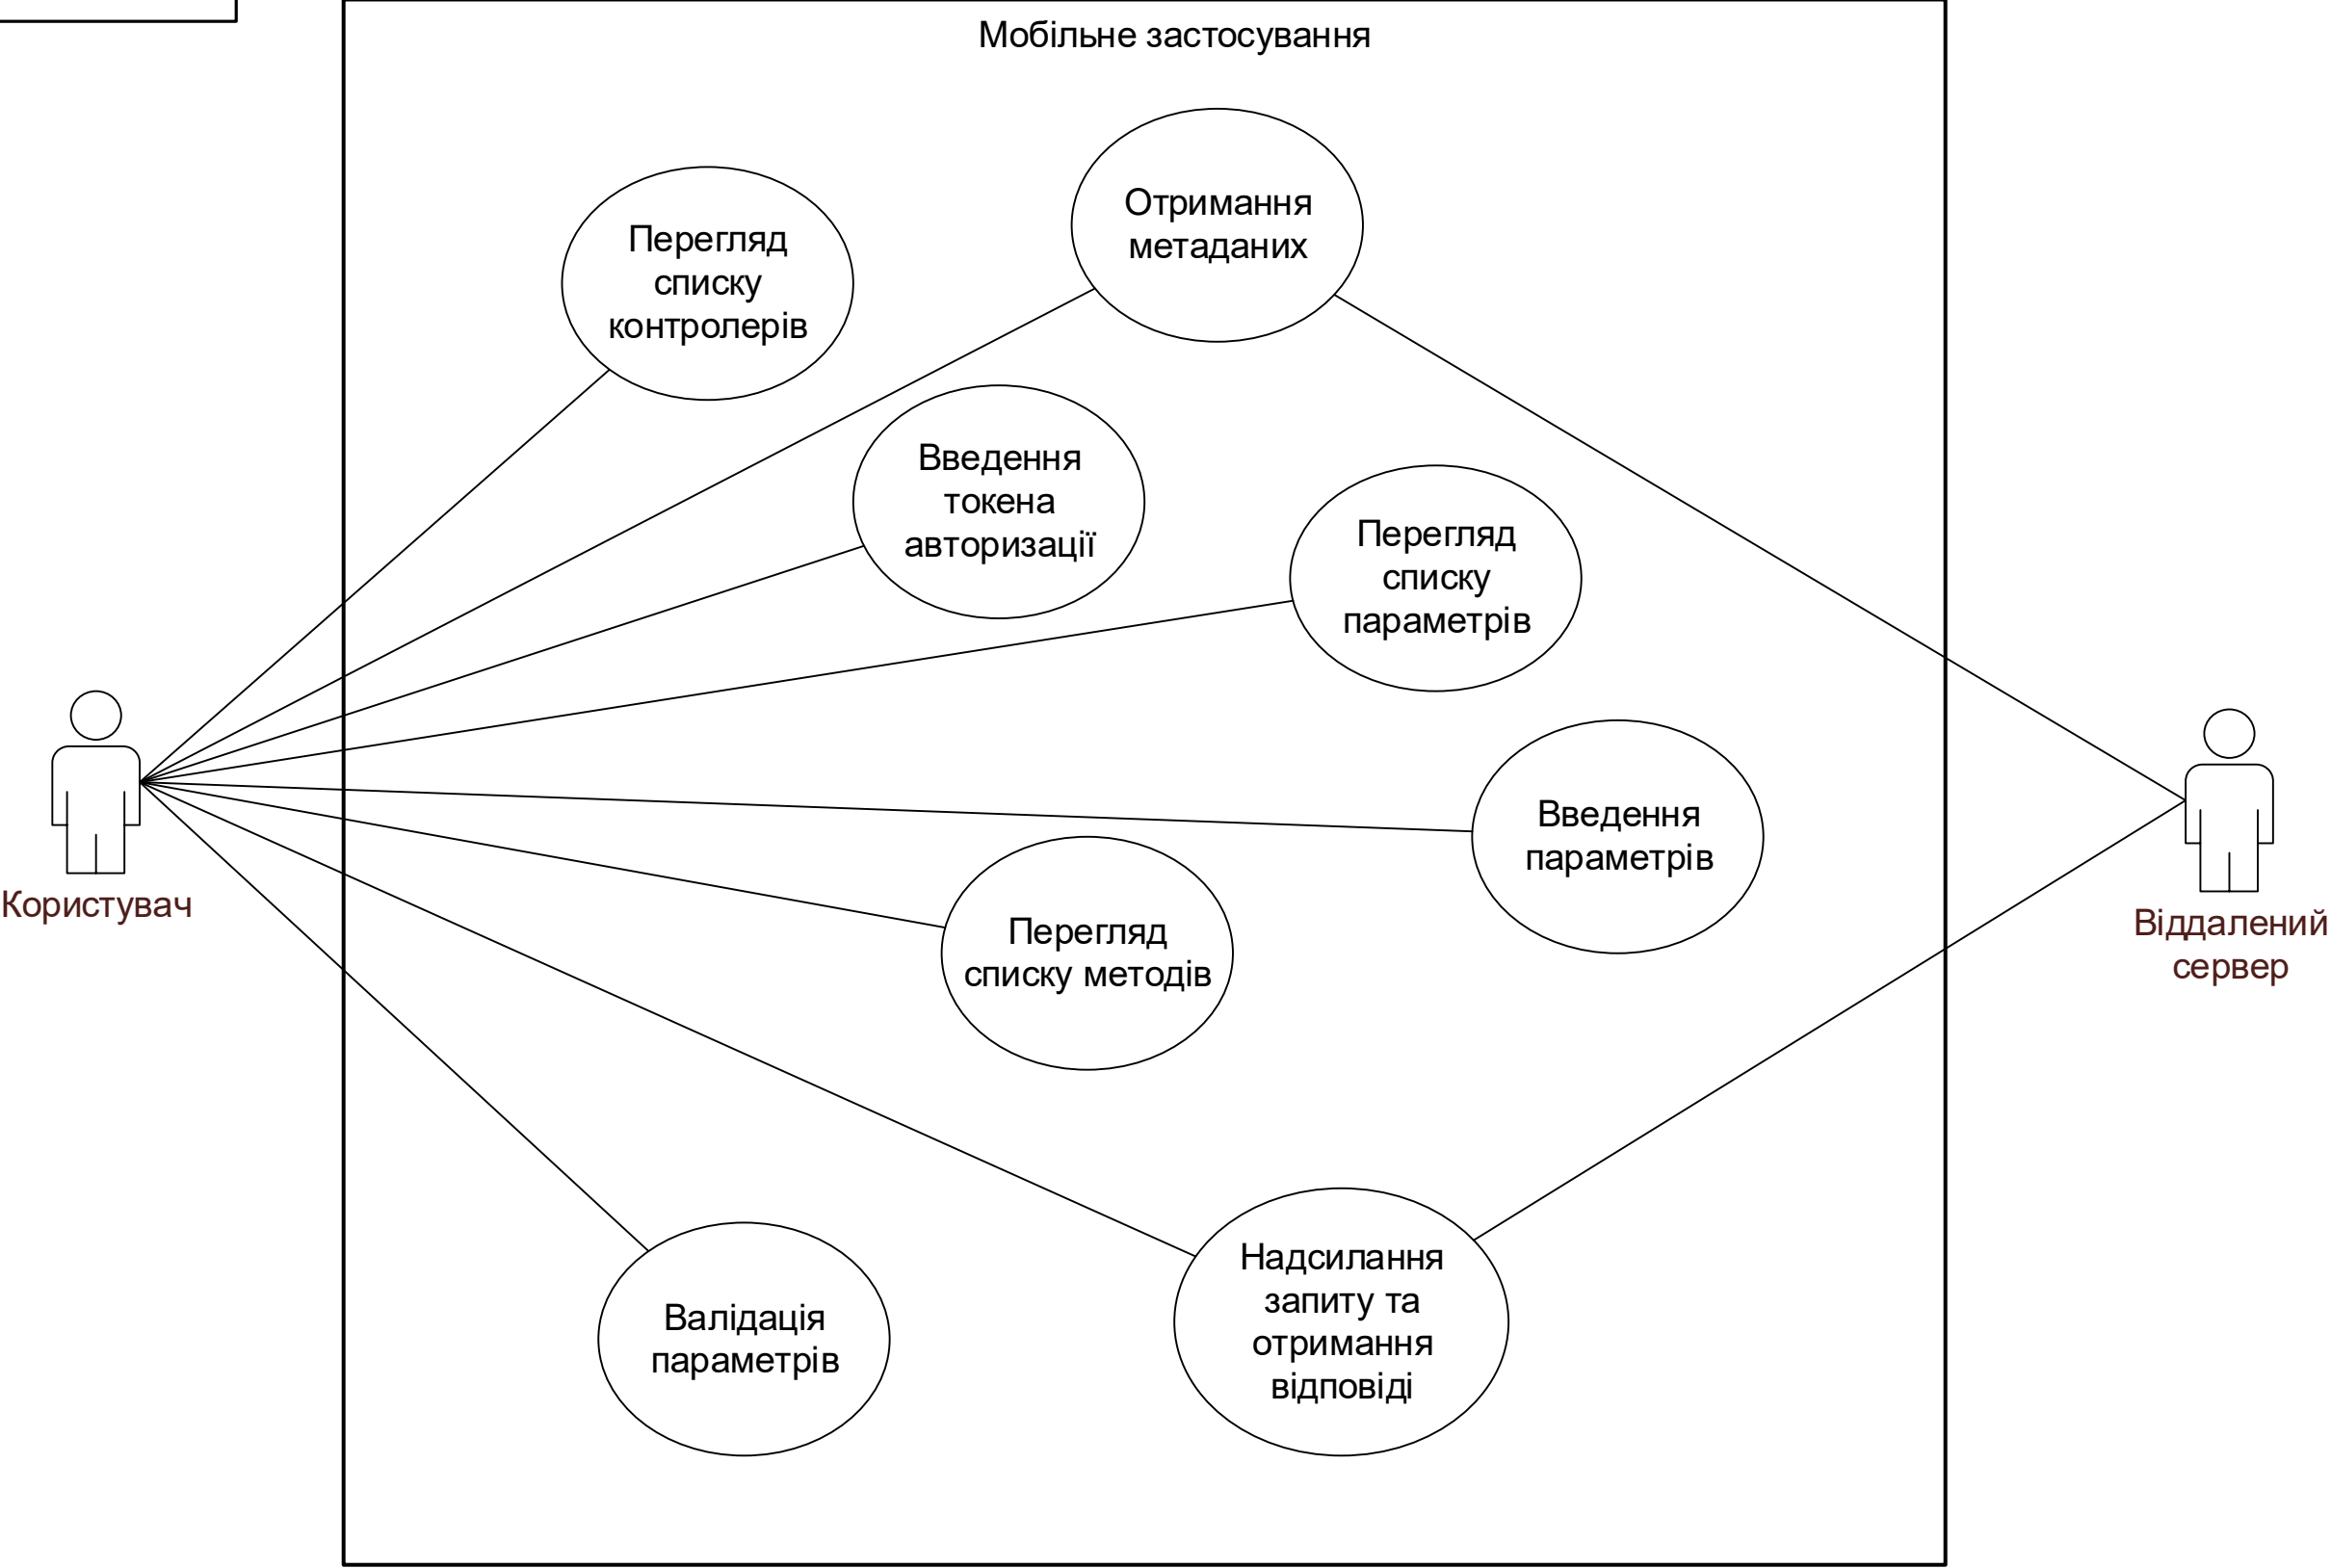 Мобільне застосування
Отримання
метаданих
Перегляд
списку
контролерів
Введення
токена
авторизації
Перегляд
списку
параметрів
Введення
параметрів
Користувач
Віддалений
сервер
Перегляд
списку методів
Надсилання
запиту та
отримання
відповіді
Валідація
параметрів